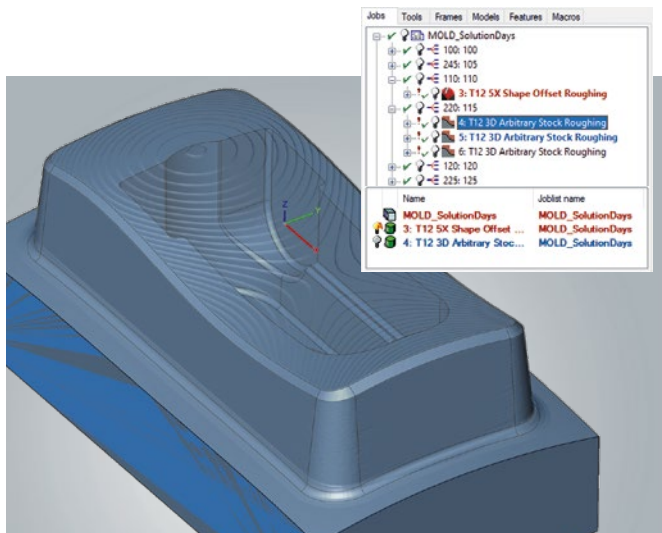 Jobs Tools Frames Models Features Macros
MOLD_SolutionDays
100: 100
245: 105
110: 110
3: T12 5X Shape Offset Roughing
220: 115
4: T12 3D Arbitrary Stock Roughing
5: T12 3D Arbitrary Stock Roughing
6: T12 3D Arbitrary Stock Roughing
120: 120
225: 125
Name Joblist name
MOLD_SolutionDays MOLD_SolutionDays
3: T12 5X Shape Offset ... MOLD_SolutionDays
4: T12 3D Arbitrary Stoc... MOLD_SolutionDays
Z
Y